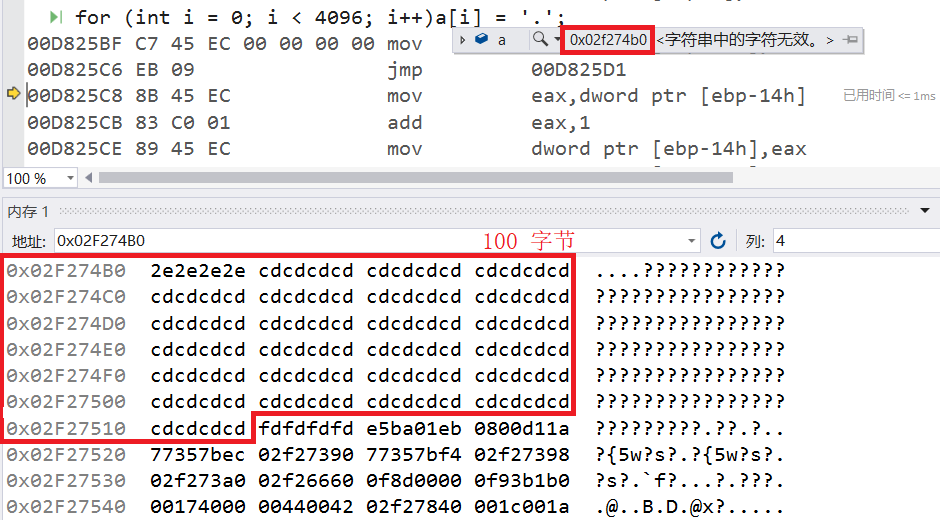 for (int i = 0; i < 4096; i++)a[i] = '.';
00D825BF C7 45 EC 00 00 00 00 mov
a 0x02f274b0 <字符串中的字符无效。>
00D825C6 EB 09 jmp 00D825D1
00D825C8 8B 45 EC mov eax,dword ptr [ebp-14h] 已用时间 <= 1ms
00D825CB 83 C0 01 add eax,1
00D825CE 89 45 EC mov dword ptr [ebp-14h],eax
100 %
内存 1
地址: 0x02F274B0 100 字节 列: 4
0x02F274B0 2e2e2e2e cdcdcdcd cdcdcdcd cdcdcdcd ....????????????
0x02F274C0 cdcdcdcd cdcdcdcd cdcdcdcd cdcdcdcd ????????????????
0x02F274D0 cdcdcdcd cdcdcdcd cdcdcdcd cdcdcdcd ????????????????
0x02F274E0 cdcdcdcd cdcdcdcd cdcdcdcd cdcdcdcd ????????????????
0x02F274F0 cdcdcdcd cdcdcdcd cdcdcdcd cdcdcdcd ????????????????
0x02F27500 cdcdcdcd cdcdcdcd cdcdcdcd cdcdcdcd ????????????????
0x02F27510 cdcdcdcd fdfdfdfd e5ba01eb 0800d11a ?????????.??.?..
0x02F27520 77357bec 02f27390 77357bf4 02f27398 ?{5w?s?.?{5w?s?.
0x02F27530 02f273a0 02f26660 0f8d0000 0f93b1b0 ?s?.`f?...?.???.
0x02F27540 00174000 00440042 02f27840 001c001a .@..B.D.@x?.....